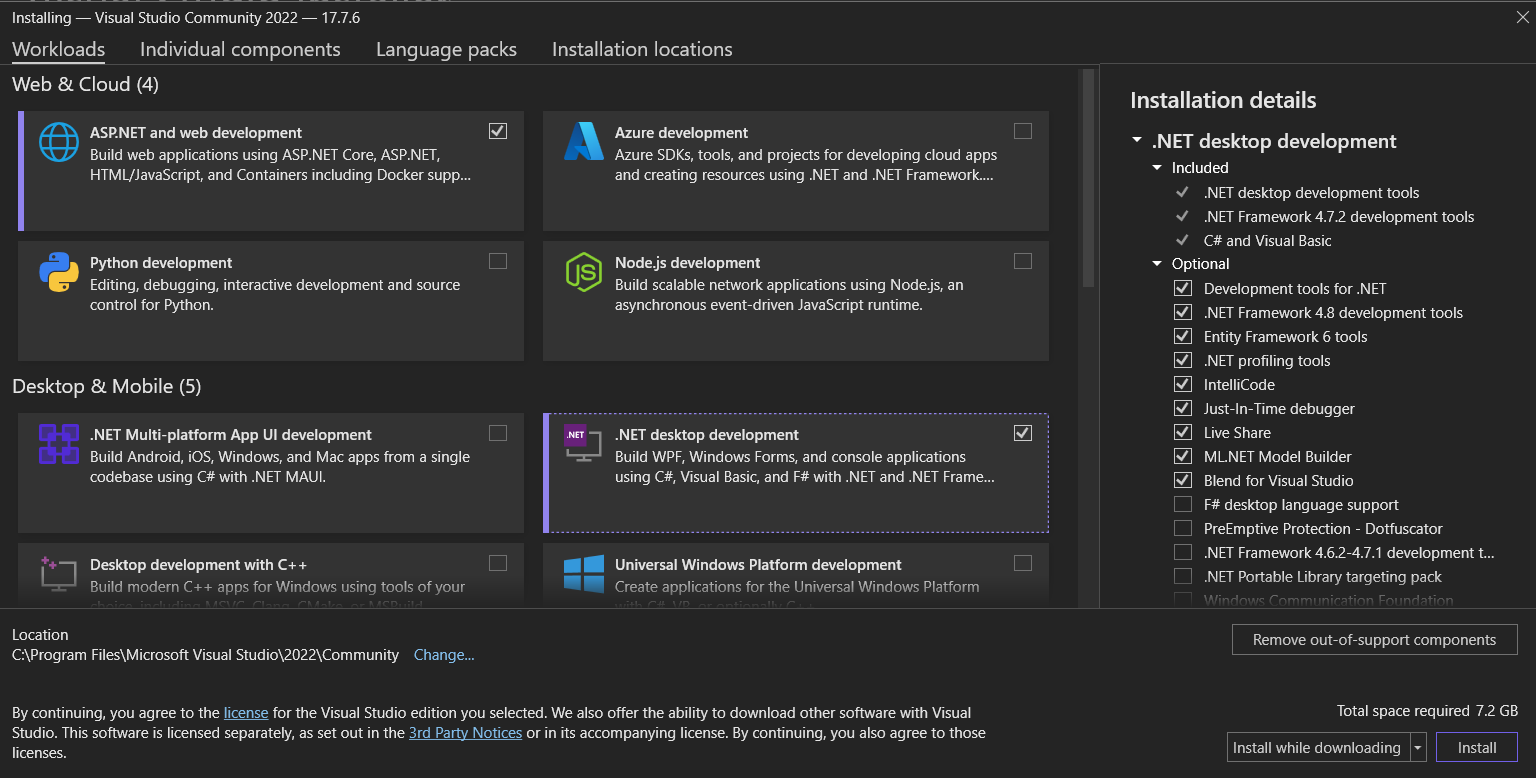 Installing — Visual Studio Community 2022 — 17.7.6
Workloads
Individual components
Language packs
Installation locations
Web & Cloud (4)
ASP.NET and web development
Build web applications using ASP.NET Core, ASP.NET,
HTML/JavaScript, and Containers including Docker supp...
Azure development
Azure SDKs, tools, and projects for developing cloud apps
and creating resources using .NET and .NET Framework....
Python development
Editing, debugging, interactive development and source
control for Python.
JS
Node.js development
Build scalable network applications using Node.js, an
asynchronous event-driven JavaScript runtime.
Desktop & Mobile (5)
.NET Multi-platform App UI development
Build Android, iOS, Windows, and Mac apps from a single
codebase using C# with .NET MAUI.
.NET
.NET desktop development
Build WPF, Windows Forms, and console applications
using C#, Visual Basic, and F# with .NET and .NET Frame...
Desktop development with C++
Build modern C++ apps for Windows using tools of your
choice, including MSVC, Clang, CMake, or MSBuild.
Universal Windows Platform development
Create applications for the Universal Windows Platform
with C#, VB, or optionally C++.
Installation details
.NET desktop development
Included
.NET desktop development tools
.NET Framework 4.7.2 development tools
C# and Visual Basic
Optional
Development tools for .NET
.NET Framework 4.8 development tools
Entity Framework 6 tools
.NET profiling tools
IntelliCode
Just-In-Time debugger
Live Share
ML.NET Model Builder
Blend for Visual Studio
F# desktop language support
PreEmptive Protection - Dotfuscator
.NET Framework 4.6.2-4.7.1 development t...
.NET Portable Library targeting pack
Windows Communication Foundation
Location
C:\Program Files\Microsoft Visual Studio\2022\Community
Change...
Remove out-of-support components
By continuing, you agree to the license for the Visual Studio edition you selected. We also offer the ability to download other software with Visual
Studio. This software is licensed separately, as set out in the 3rd Party Notices or in its accompanying license. By continuing, you also agree to those
licenses.
Total space required 7.2 GB
Install while downloading
Install